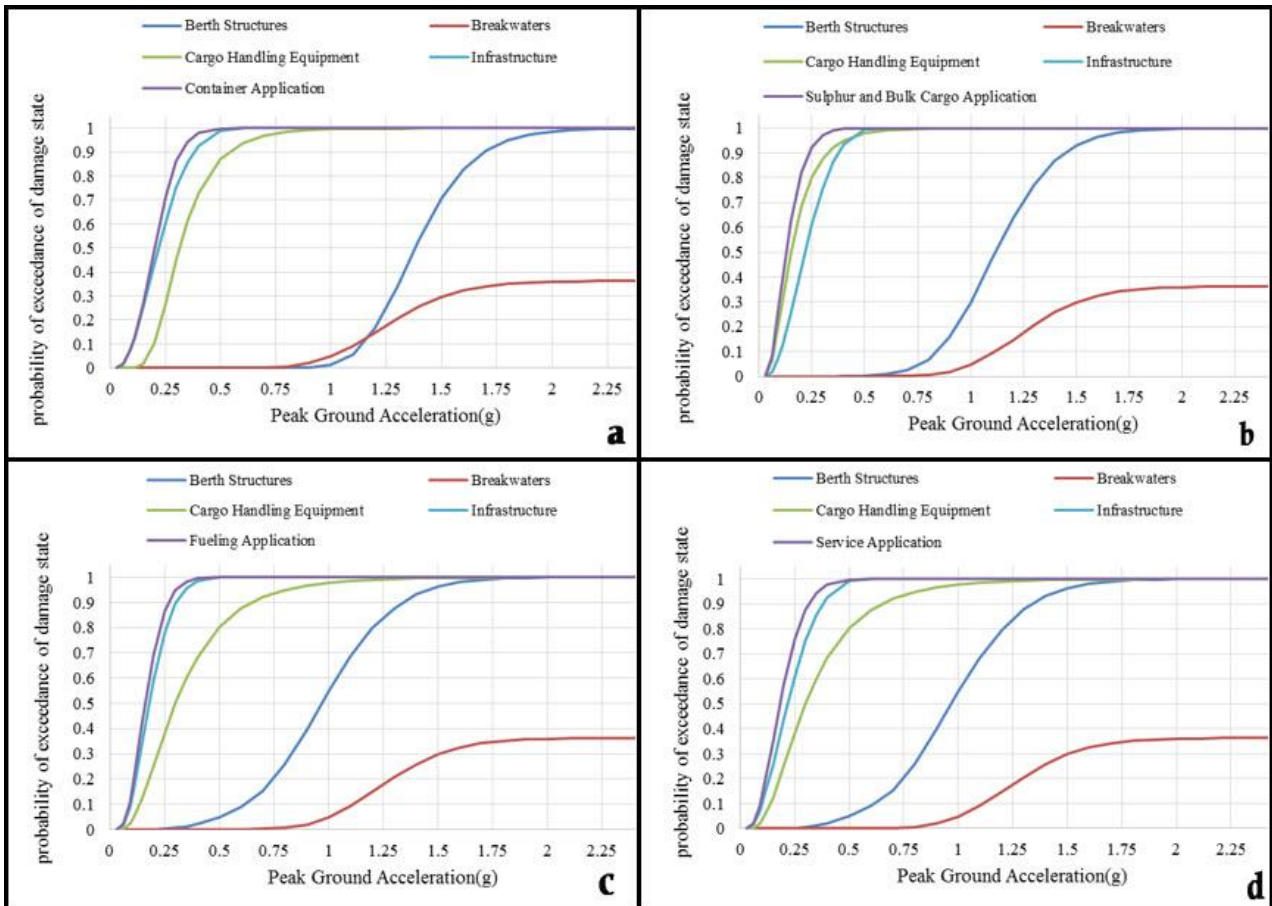 Berth Structures Breakwaters
Cargo Handling Equipment Infrastructure
Container Application
probability of exceedance of damage state
1
0.9
0.8
0.7
0.6
0.5
0.4
0.3
0.2
0.1
0
0 0.25 0.5 0.75 1 1.25 1.5 1.75 2 2.25
Peak Ground Acceleration(g)
a
Berth Structures Breakwaters
Cargo Handling Equipment Infrastructure
Sulphur and Bulk Cargo Application
probability of exceedance of damage state
1
0.9
0.8
0.7
0.6
0.5
0.4
0.3
0.2
0.1
0
0 0.25 0.5 0.75 1 1.25 1.5 1.75 2 2.25
Peak Ground Acceleration(g)
b
Berth Structures Breakwaters
Cargo Handling Equipment Infrastructure
Fueling Application
probability of exceedance of damage state
1
0.9
0.8
0.7
0.6
0.5
0.4
0.3
0.2
0.1
0
0 0.25 0.5 0.75 1 1.25 1.5 1.75 2 2.25
Peak Ground Acceleration(g)
c
Berth Structures Breakwaters
Cargo Handling Equipment Infrastructure
Service Application
probability of exceedance of damage state
1
0.9
0.8
0.7
0.6
0.5
0.4
0.3
0.2
0.1
0
0 0.25 0.5 0.75 1 1.25 1.5 1.75 2 2.25
Peak Ground Acceleration(g)
d